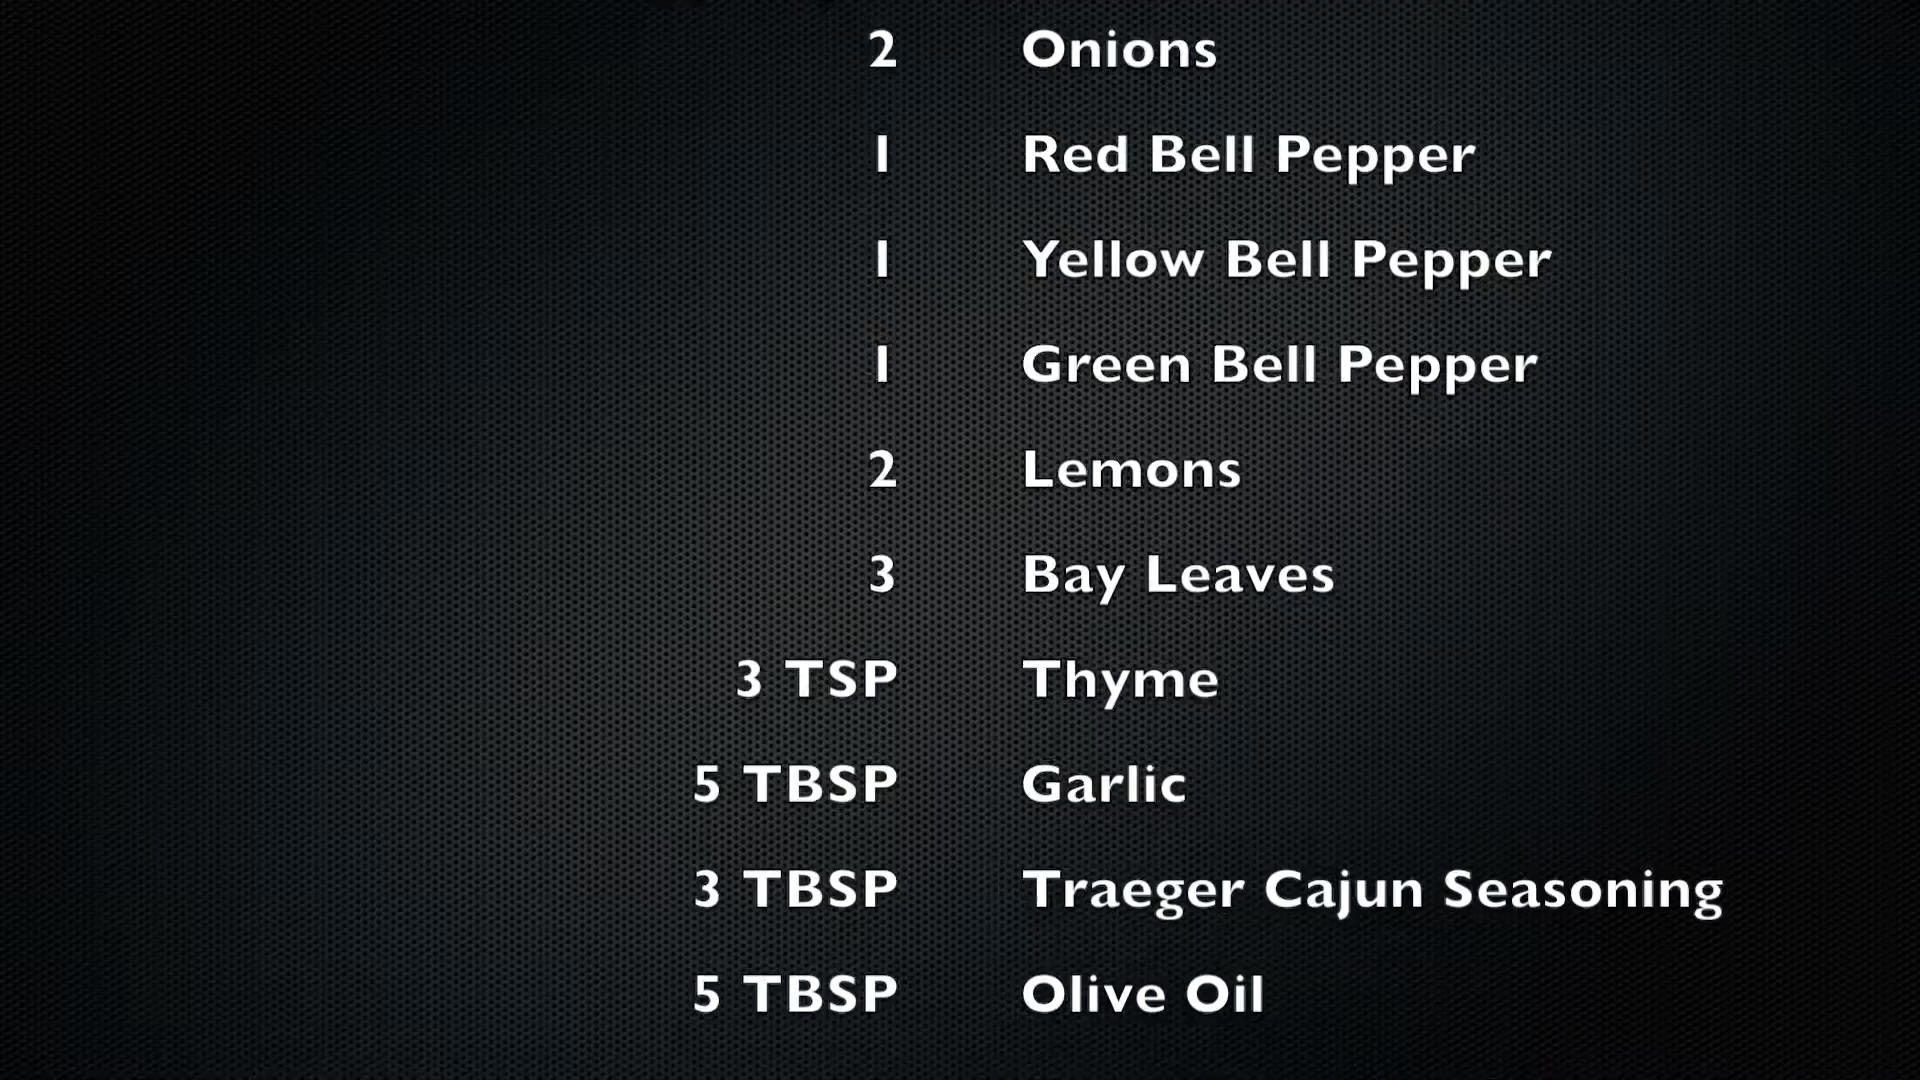 2 Onions
1 Red Bell Pepper
1 Yellow Bell Pepper
1 Green Bell Pepper
2 Lemons
3 Bay Leaves
3 TSP Thyme
5 TBSP Garlic
3 TBSP Traeger Cajun Seasoning
5 TBSP Olive Oil